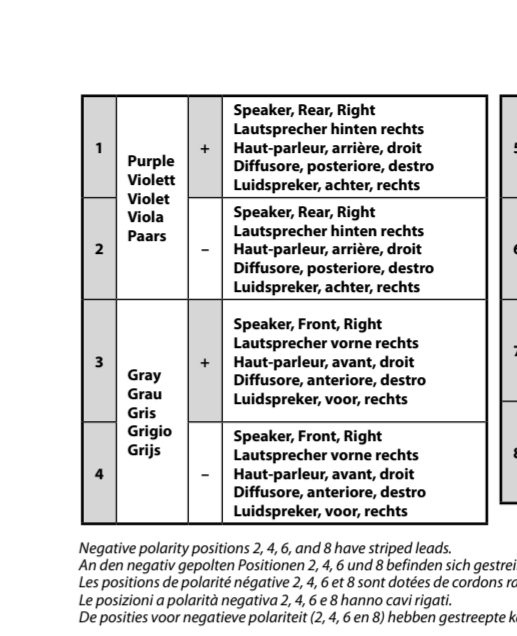 1
Purple
Violett
Violet
Viola
Paars
+
Speaker, Rear, Right
Lautsprecher hinten rechts
Haut-parleur, arrière, droit
Diffusore, posteriore, destro
Luidspreker, achter, rechts
2
–
Speaker, Rear, Right
Lautsprecher hinten rechts
Haut-parleur, arrière, droit
Diffusore, posteriore, destro
Luidspreker, achter, rechts
3
Gray
Grau
Gris
Grigio
Grijs
+
Speaker, Front, Right
Lautsprecher vorne rechts
Haut-parleur, avant, droit
Diffusore, anteriore, destro
Luidspreker, voor, rechts
4
–
Speaker, Front, Right
Lautsprecher vorne rechts
Haut-parleur, avant, droit
Diffusore, anteriore, destro
Luidspreker, voor, rechts
Negative polarity positions 2, 4, 6, and 8 have striped leads.
An den negativ gepolten Positionen 2, 4, 6 und 8 befinden sich
Les positions de polarité négative 2, 4, 6 et 8 sont dotées de cordons
Le posizioni a polarità negativa 2, 4, 6 e 8 hanno cavi rigati.
De posities voor negatieve polariteit (2, 4, 6 en 8) hebben gestreepte